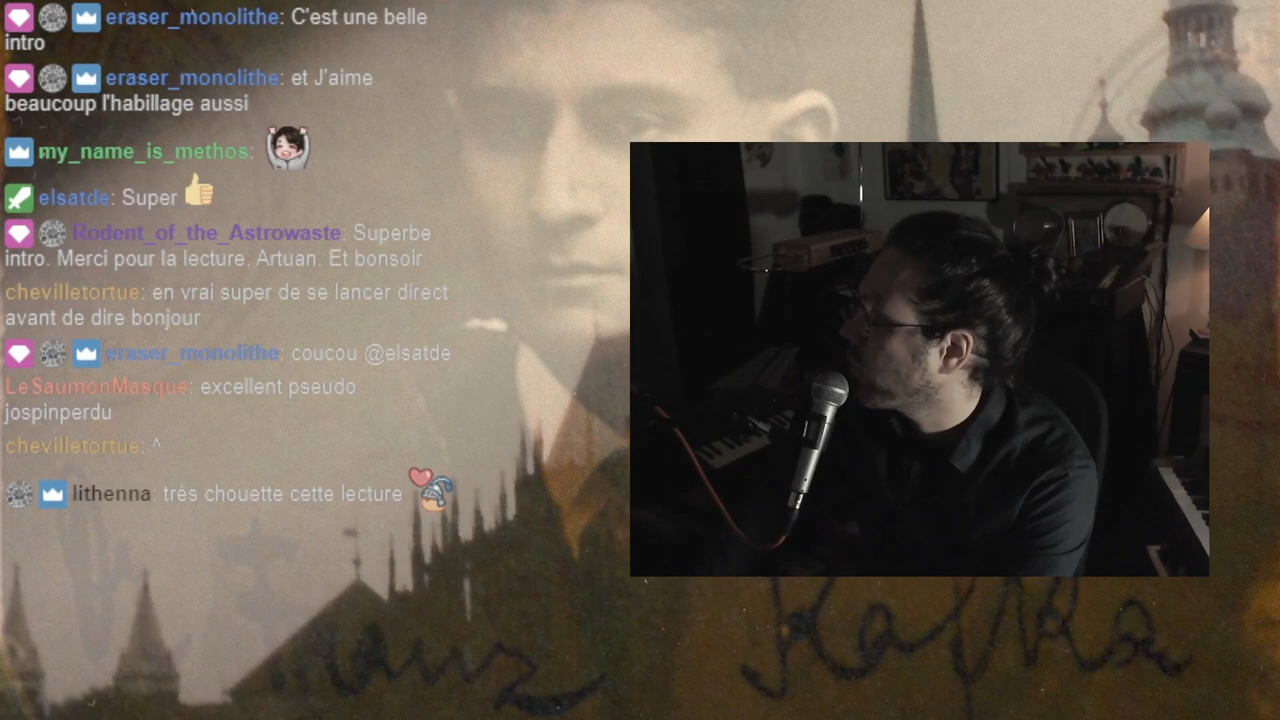 eraser_monolithe: C'est une belle
intro
eraser_monolithe: et J'aime
beaucoup l'habillage aussi
my_name_is_methos:
elsatde: Super
Rodent_of_the_Astrowaste: Superbe
intro. Merci pour la lecture. Artuan. Et bonsoir
chevilletortue: en vrai super de se lancer direct
avant de dire bonjour
eraser_monolithe: coucou @elsatde
LeSaumonMasque: excellent pseudo
jospinperdu
chevilletortue: ^
lithenna: très chouette cette lecture
Franz Kafka